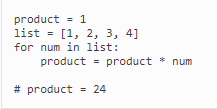 product = 1
list = [1, 2, 3, 4]
for num in list:
    product = product * num

# product = 24